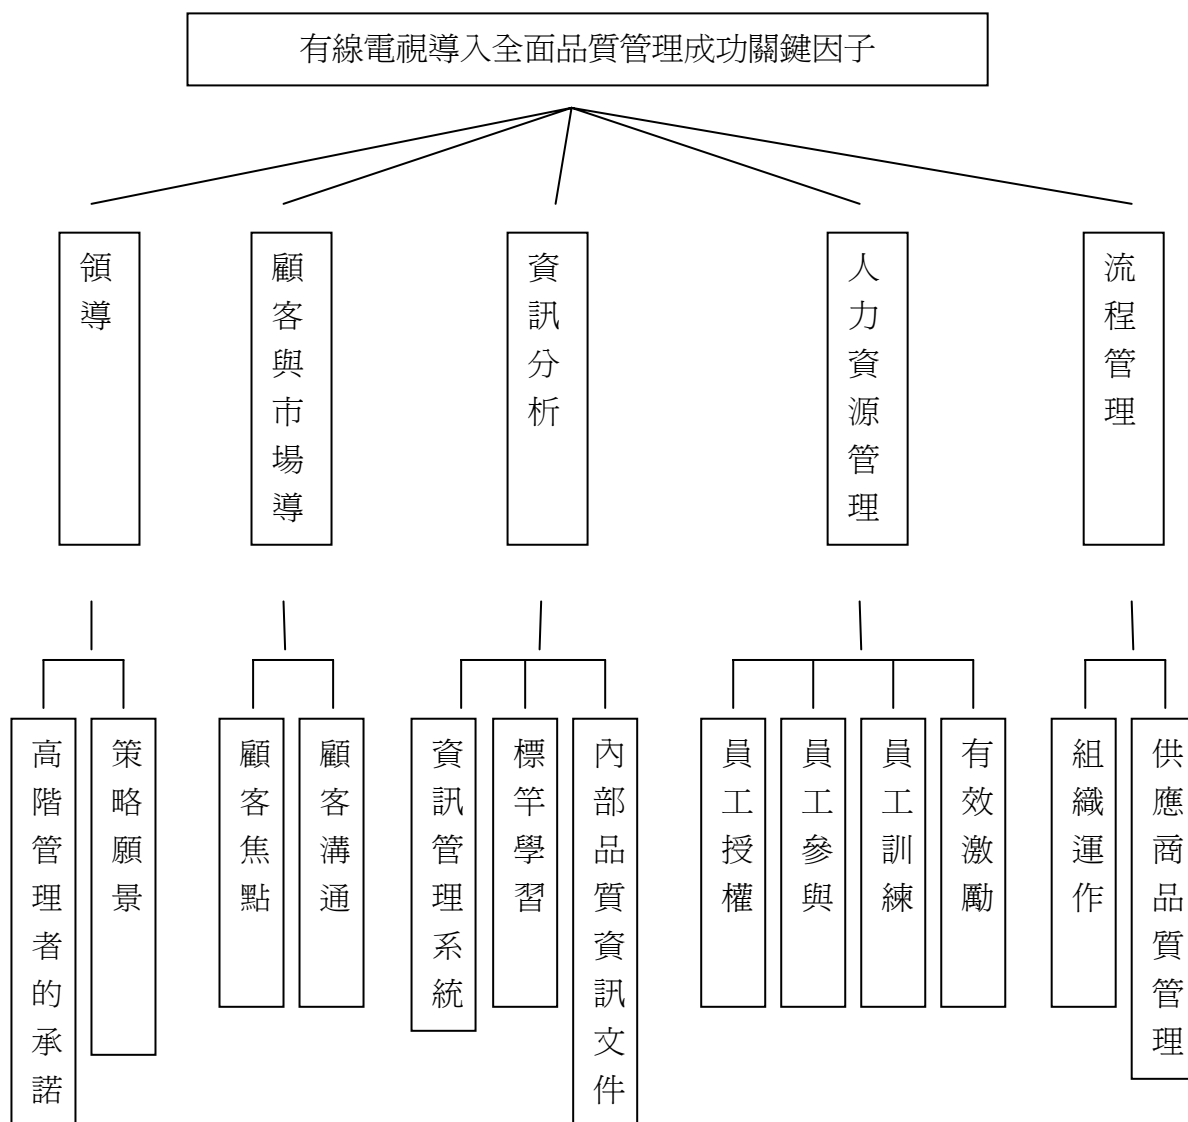 有線電視導入全面品質管理成功關鍵因子
領導
顧客與市場導
資訊分析
人力資源管理
流程管理
高階管理者的承諾
策略願景
顧客焦點
顧客溝通
資訊管理系統
標竿學習
內部品質資訊文件
員工授權
員工參與
員工訓練
有效激勵
組織運作
供應商品質管理